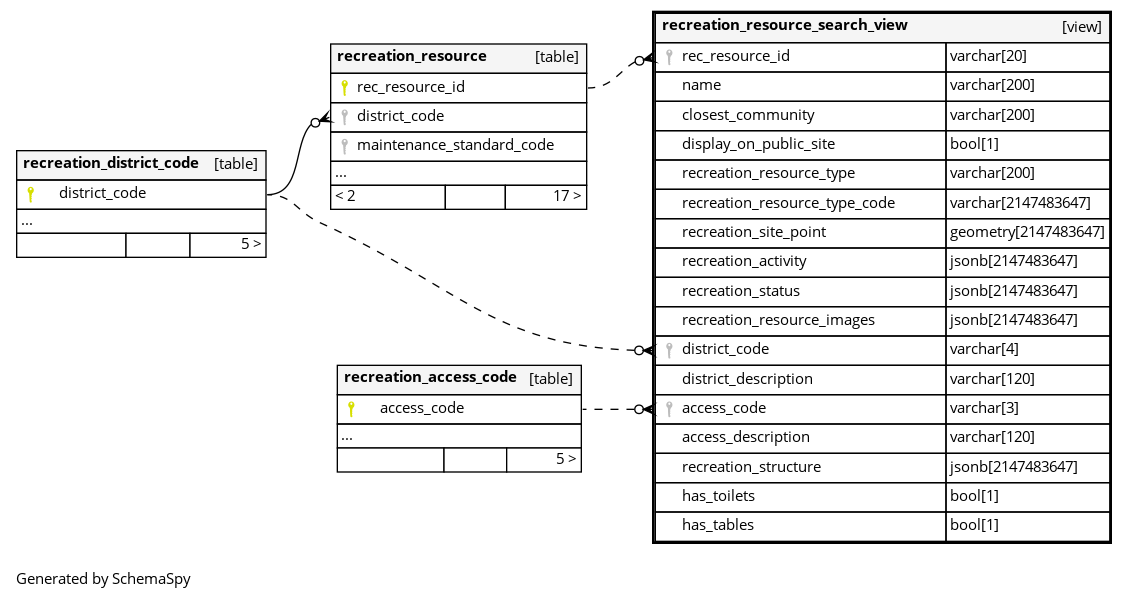 recreation_resource_search_view [view]
rec_resource_id varchar[20]
name varchar[200]
closest_community varchar[200]
display_on_public_site bool[1]
recreation_resource_type varchar[200]
recreation_resource_type_code varchar[2147483647]
recreation_site_point geometry[2147483647]
recreation_activity jsonb[2147483647]
recreation_status jsonb[2147483647]
recreation_resource_images jsonb[2147483647]
district_code varchar[4]
district_description varchar[120]
access_code varchar[3]
access_description varchar[120]
recreation_structure jsonb[2147483647]
has_toilets bool[1]
has_tables bool[1]
recreation_resource [table]
rec_resource_id
district_code
maintenance_standard_code
...
< 2 17 >
recreation_district_code [table]
district_code
...
5 >
recreation_access_code [table]
access_code
...
5 >
Generated by SchemaSpy